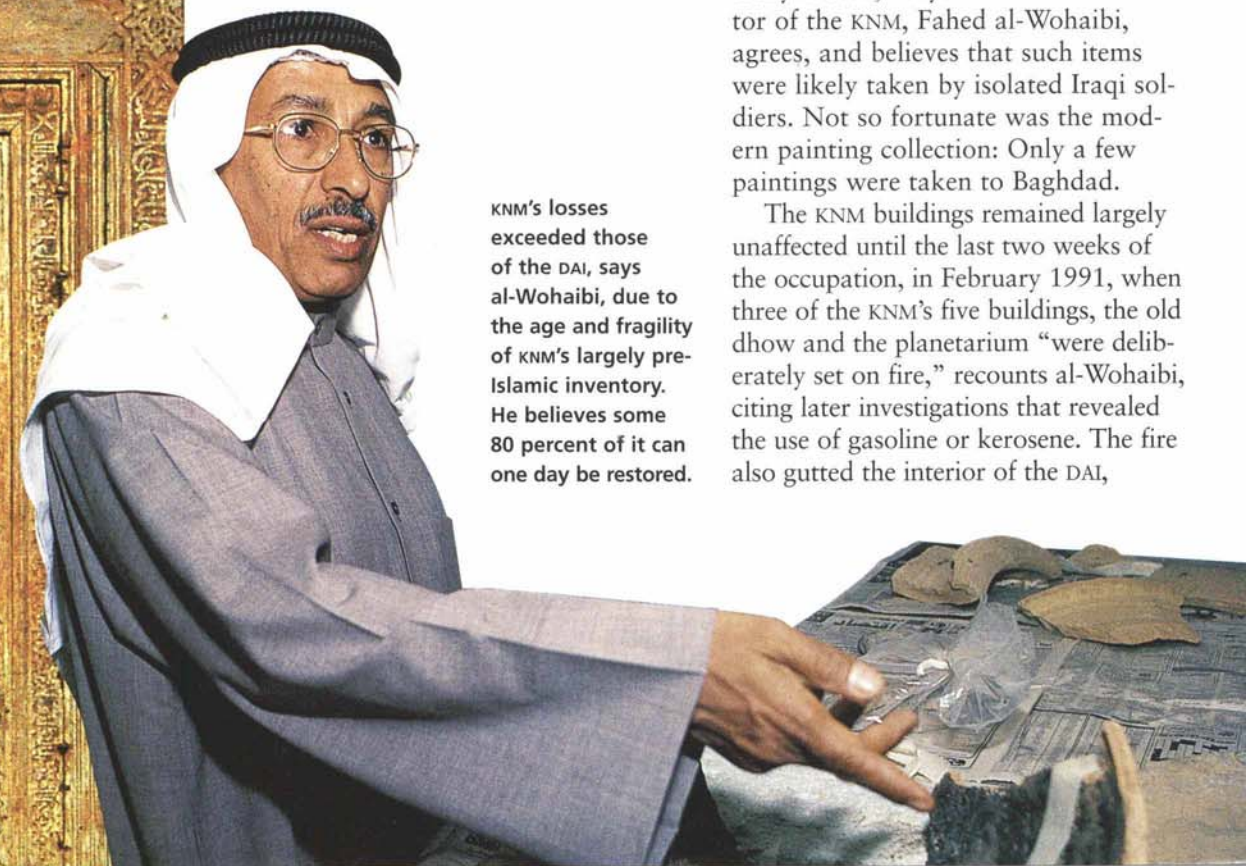 KNM's losses
exceeded those
of the DAI, says
al-Wohaibi, due to
the age and fragility
of KNM's largely pre-
Islamic inventory.
He believes some
80 percent of it can
one day be restored.
tor of the KNM, Fahed al-Wohaibi,
agrees, and believes that such items
were likely taken by isolated Iraqi sol-
diers. Not so fortunate was the mod-
ern painting collection: Only a few
paintings were taken to Baghdad.
The KNM buildings remained largely
unaffected until the last two weeks of
the occupation, in February 1991, when
three of the KNM's five buildings, the old
dhow and the planetarium “were delib-
erately set on fire,” recounts al-Wohaibi,
citing later investigations that revealed
the use of gasoline or kerosene. The fire
also gutted the interior of the DAI,